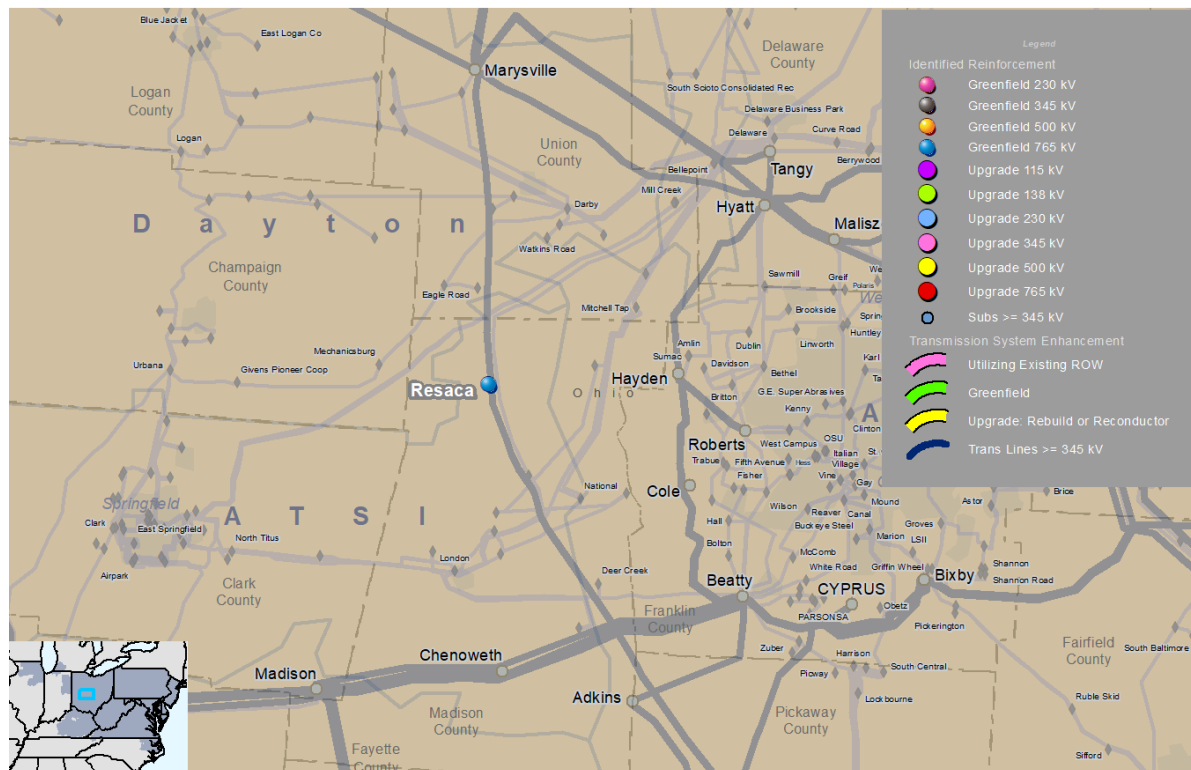 Blue Jacket
East Logan Co
Marysville
Delaware
County
Logan
County
South Scioto Consolidated Rec
Delaware Business Park
Logan
Union
County
Delaware
Curve Road
Bellepoint
Berrywood
Tangy
Mill Creek
Darby
Hyatt
Dayton
Malisz
Watkins Road
Champaign
County
Sawmill
Greif
Polaris
Eagle Road
Mitchell Tap
Brookside
Huntley
Amlin
Dublin
Linworth
Mechanicsburg
Sumac
Davidson
Karl
Urbana
Givens Pioneer Coop
Bethel
Hayden
Resaca
Ohio
G.E. Super Abrasives
Britton
Kenny
A
Clinton
Roberts
West Campus
OSU
Italian
Village
St.
Trabue
Fifth Avenue
Hess
Fisher
Vine
Gay
National
Cole
Springfield
Wilson
Reaver
Mound
Canal
Astor
Brice
ATSI
Clark
East Springfield
Hall
Buckeye Steel
Groves
North Titus
Marion
LSII
London
Bolton
McComb
White Road
Griffin Wheel
Shannon
Shannon Road
Airpark
Deer Creek
Beatty
CYPRUS
Bixby
Clark
County
Franklin
County
Obetz
PARSONSA
Pickerington
Zuber
Harrison
Fairfield
County
South Baltimore
Chenoweth
Picway
South Central
Madison
Adkins
Lockbourne
Ruble Skid
Madison
County
Pickaway
County
Fayette
County
Sifford
Legend
Identified Reinforcement
Greenfield 230 kV
Greenfield 345 kV
Greenfield 500 kV
Greenfield 765 kV
Upgrade 115 kV
Upgrade 138 kV
Upgrade 230 kV
Upgrade 345 kV
Upgrade 500 kV
Upgrade 765 kV
Subs >= 345 kV
Transmission System Enhancement
Utilizing Existing ROW
Greenfield
Upgrade: Rebuild or Reconductor
Trans Lines >= 345 kV